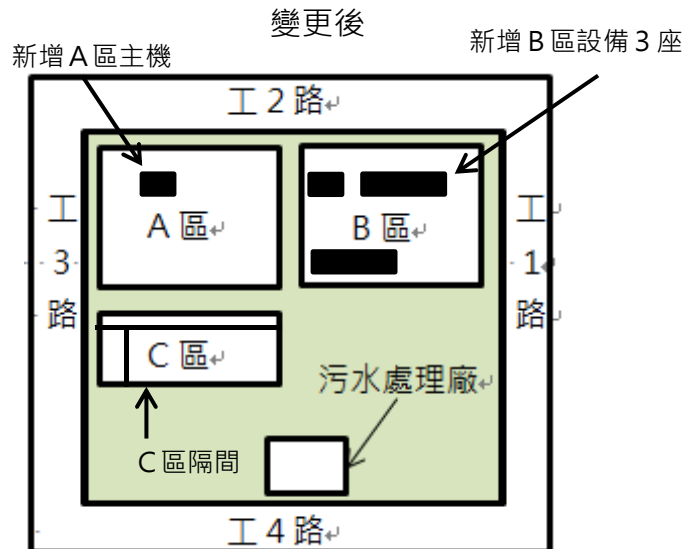 變更後
新增A區主機
新增B區設備3座
工2路
工
3
路
A區
B區
工
1
路
C區
污水處理廠
C區隔間
工4路